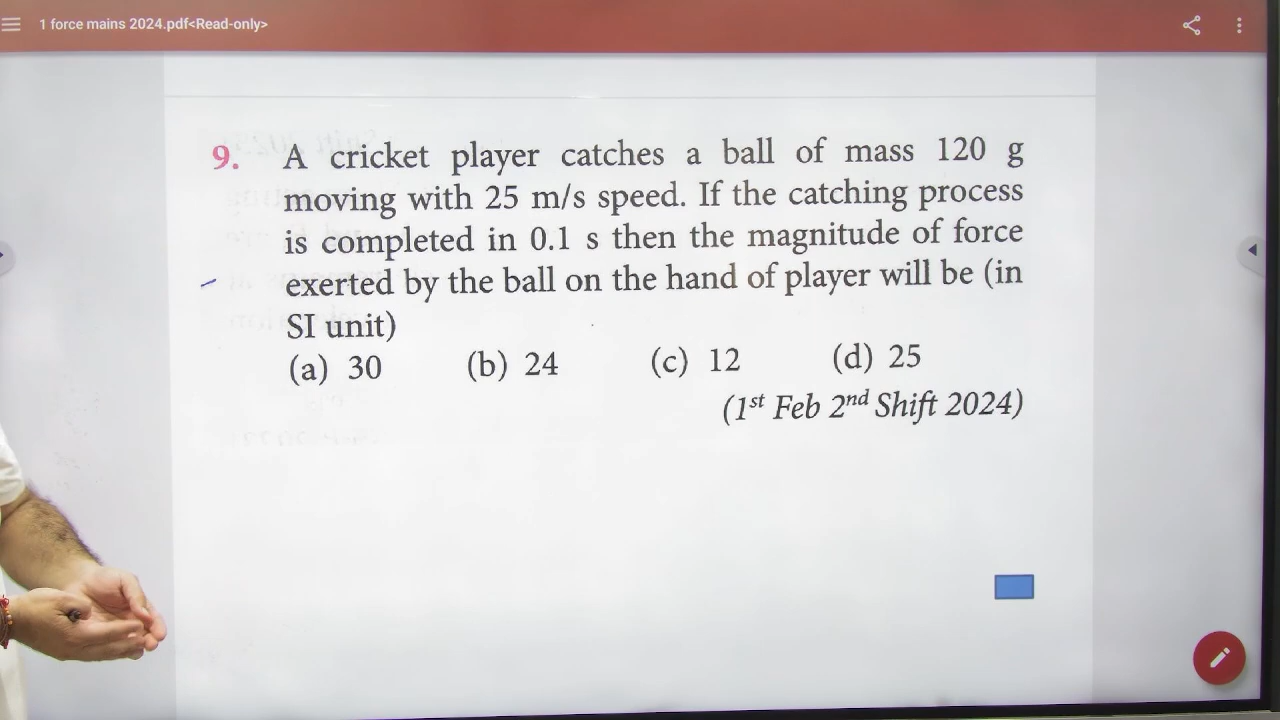 1 force mains 2024.pdf<Read-only>
9. A cricket player catches a ball of mass 120 g
moving with 25 m/s speed. If the catching process
is completed in 0.1 s then the magnitude of force
exerted by the ball on the hand of player will be (in
SI unit)
(a) 30 (b) 24 (c) 12 (d) 25
(1st Feb 2nd Shift 2024)